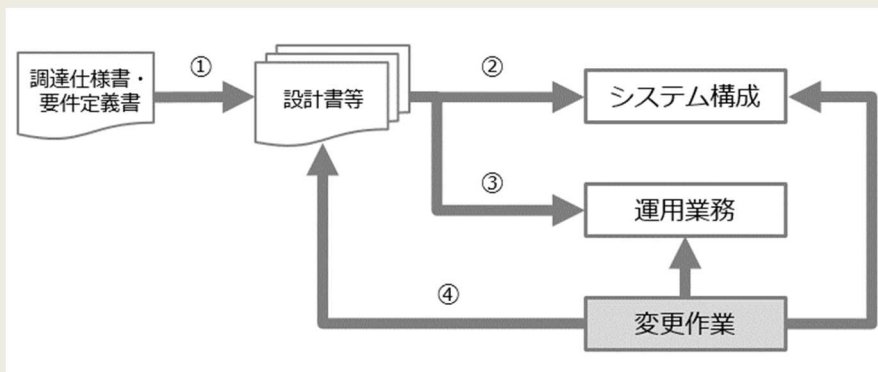 ①
②
調達仕様書・
要件定義書
設計書等
システム構成
③
運用業務
④
変更作業